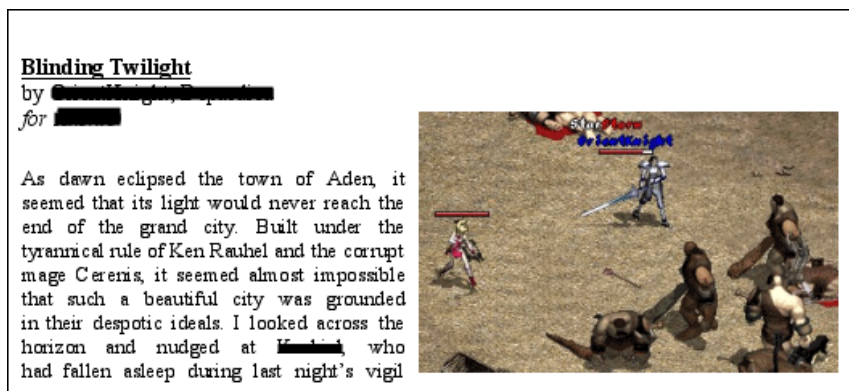 Blinding Twilight
by
for
As dawn eclipsed the town of Aden, it
seemed that its light would never reach the
end of the grand city. Built under the
tyrannical rule of Ken Rauhel and the corrupt
mage Cerenis, it seemed almost impossible
that such a beautiful city was grounded
in their despotic ideals. I looked across the
horizon and nudged at , who
had fallen asleep during last night's vigil
StarStorm
OrientKnight